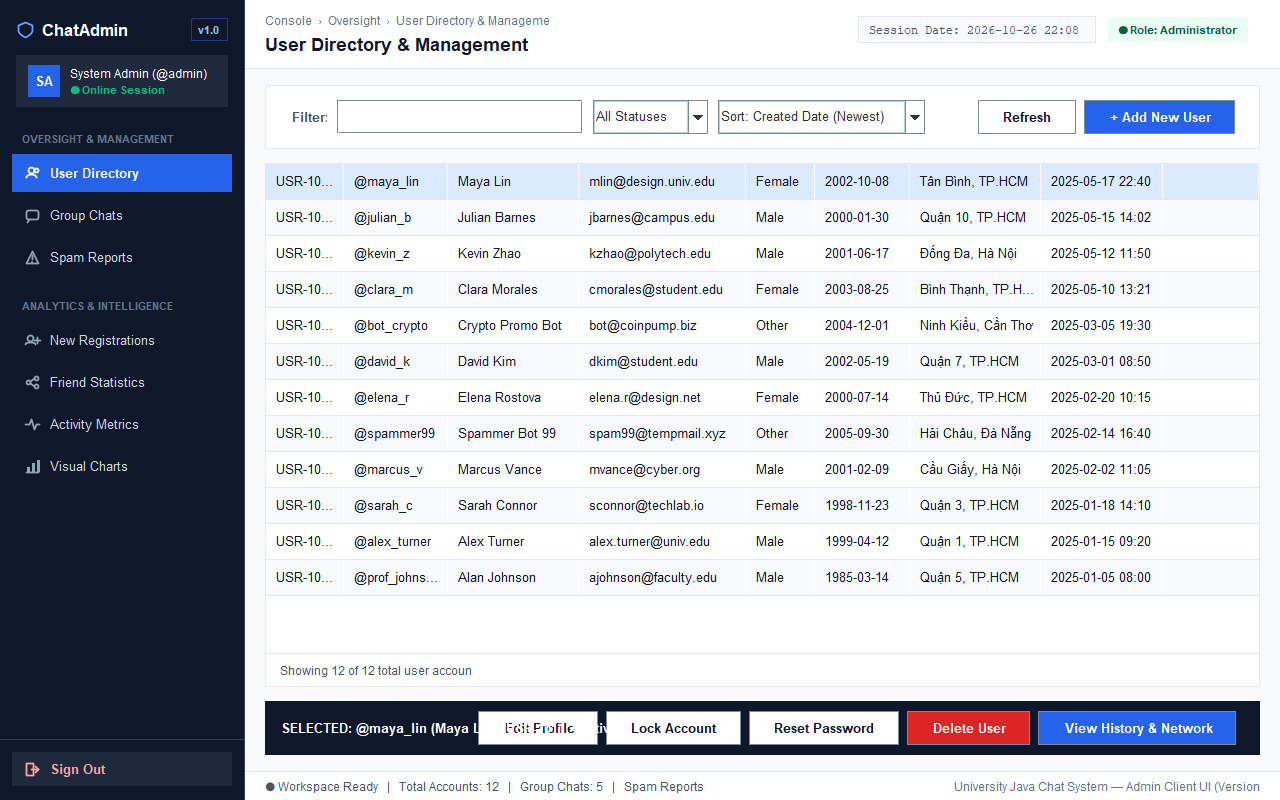 ChatAdmin
v1.0
SA
System Admin (@admin)
Online Session
OVERSIGHT & MANAGEMENT
User Directory
Group Chats
Spam Reports
ANALYTICS & INTELLIGENCE
New Registrations
Friend Statistics
Activity Metrics
Visual Charts
Sign Out
Console › Oversight › User Directory & Manageme
User Directory & Management
Session Date: 2026-10-26 22:08
Role: Administrator
Filter:
All Statuses
Sort: Created Date (Newest)
Refresh
+ Add New User
USR-10... @maya_lin Maya Lin mlin@design.univ.edu Female 2002-10-08 Tân Bình, TP.HCM 2025-05-17 22:40
USR-10... @julian_b Julian Barnes jbarnes@campus.edu Male 2000-01-30 Quận 10, TP.HCM 2025-05-15 14:02
USR-10... @kevin_z Kevin Zhao kzhao@polytech.edu Male 2001-06-17 Đống Đa, Hà Nội 2025-05-12 11:50
USR-10... @clara_m Clara Morales cmorales@student.edu Female 2003-08-25 Bình Thạnh, TP.H... 2025-05-10 13:21
USR-10... @bot_crypto Crypto Promo Bot bot@coinpump.biz Other 2004-12-01 Ninh Kiều, Cần Thơ 2025-03-05 19:30
USR-10... @david_k David Kim dkim@student.edu Male 2002-05-19 Quận 7, TP.HCM 2025-03-01 08:50
USR-10... @elena_r Elena Rostova elena.r@design.net Female 2000-07-14 Thủ Đức, TP.HCM 2025-02-20 10:15
USR-10... @spammer99 Spammer Bot 99 spam99@tempmail.xyz Other 2005-09-30 Hải Châu, Đà Nẵng 2025-02-14 16:40
USR-10... @marcus_v Marcus Vance mvance@cyber.org Male 2001-02-09 Cầu Giấy, Hà Nội 2025-02-02 11:05
USR-10... @sarah_c Sarah Connor sconnor@techlab.io Female 1998-11-23 Quận 3, TP.HCM 2025-01-18 14:10
USR-10... @alex_turner Alex Turner alex.turner@univ.edu Male 1999-04-12 Quận 1, TP.HCM 2025-01-15 09:20
USR-10... @prof_johns... Alan Johnson ajohnson@faculty.edu Male 1985-03-14 Quận 5, TP.HCM 2025-01-05 08:00
Showing 12 of 12 total user accoun
SELECTED: @maya_lin (Maya L
Edit Profile
Lock Account
Reset Password
Delete User
View History & Network
Workspace Ready | Total Accounts: 12 | Group Chats: 5 | Spam Reports
University Java Chat System — Admin Client UI (Version